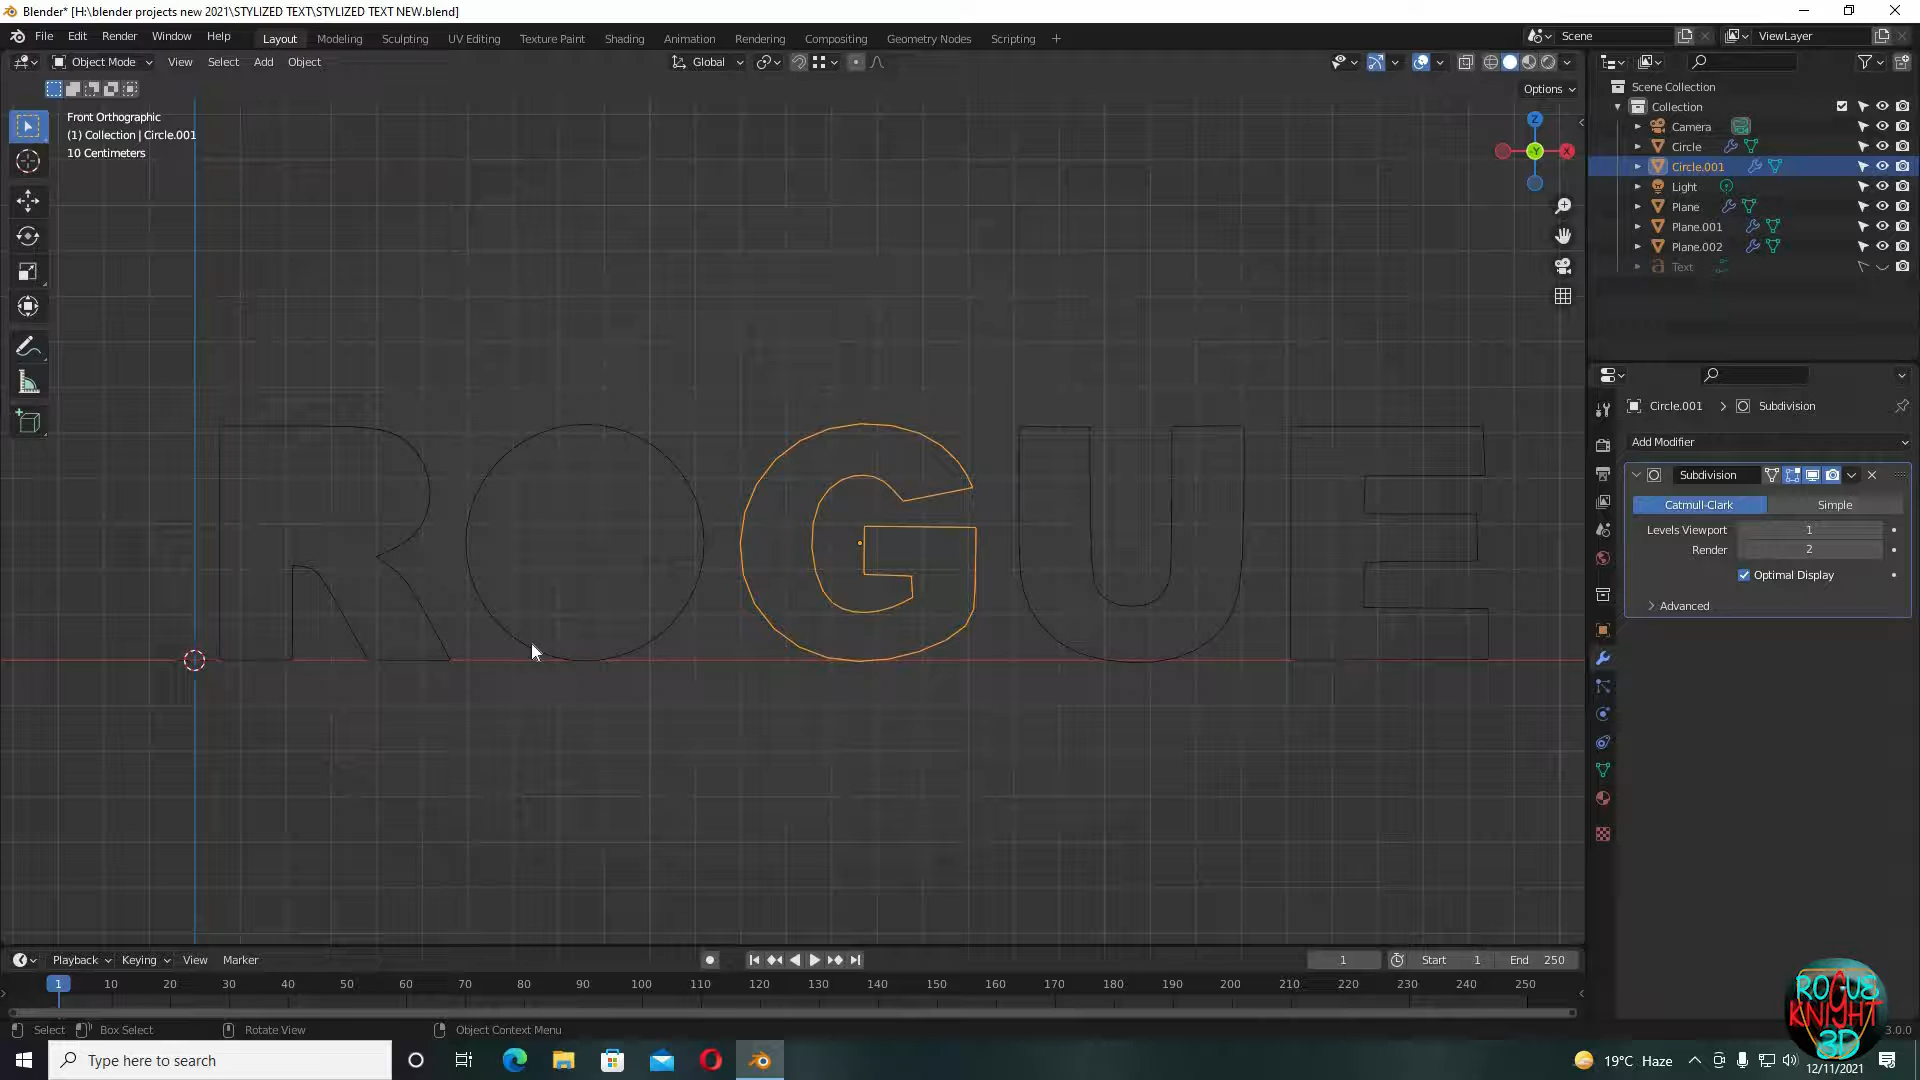 Blender* [H:\blender projects new 2021\STYLIZED TEXT\STYLIZED TEXT NEW.blend]
File Edit Render Window Help Layout Modeling Sculpting UV Editing Texture Paint Shading Animation Rendering Compositing Geometry Nodes Scripting + Scene ViewLayer
Object Mode View Select Add Object Global
Options
Front Orthographic
(1) Collection | Circle.001
10 Centimeters
Z
Y
X
Scene Collection
Collection
Camera
Circle
Circle.001
Light
Plane
Plane.001
Plane.002
Text
Circle.001 > Subdivision
Add Modifier
Subdivision
Catmull-Clark Simple
Levels Viewport 1
Render 2
Optimal Display
Advanced
ROGUE
Playback Keying View Marker 1 Start 1 End 250
1 10 20 30 40 50 60 70 80 90 100 110 120 130 140 150 160 170 180 190 200 210 220 230 240 250
Select Box Select Rotate View Object Context Menu 3.0.0
ROGUE
KNIGHT
3D
Type here to search
19°C Haze
12/11/2021